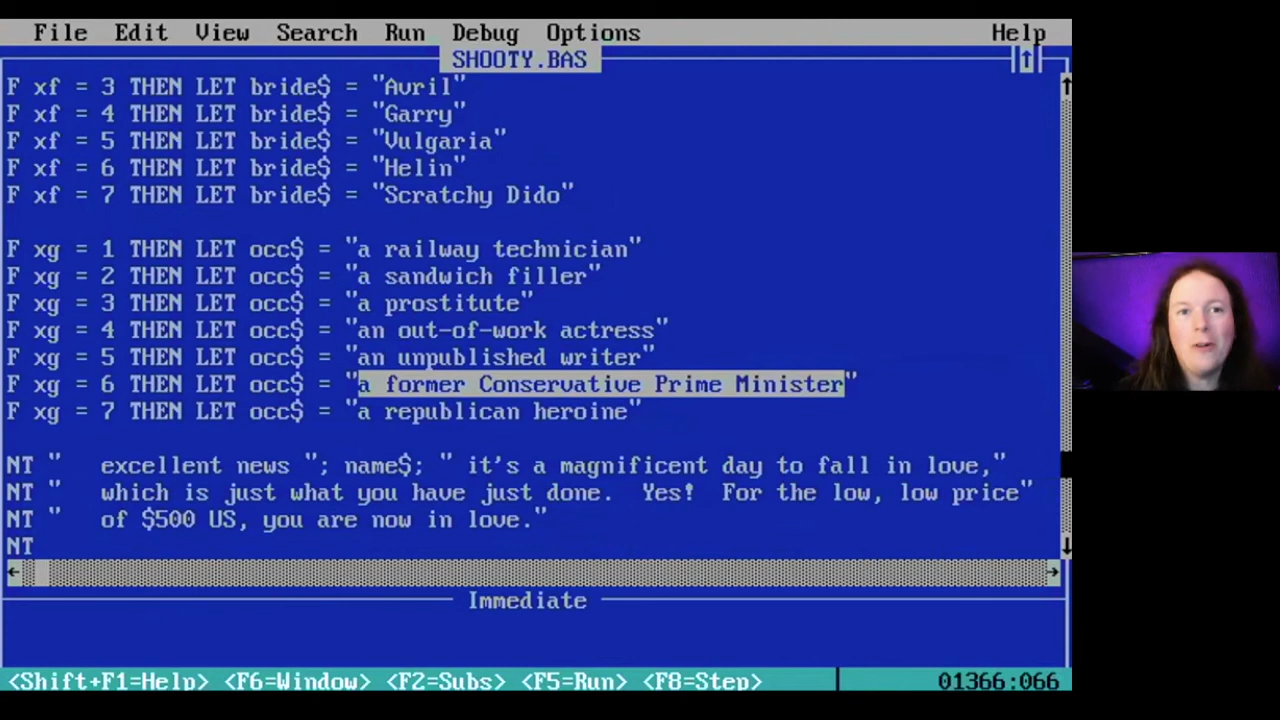 File Edit View Search Run Debug Options Help
SHOOTY.BAS
F xf = 3 THEN LET bride$ = "Avril"
F xf = 4 THEN LET bride$ = "Garry"
F xf = 5 THEN LET bride$ = "Vulgaria"
F xf = 6 THEN LET bride$ = "Helin"
F xf = 7 THEN LET bride$ = "Scratchy Dido"
F xg = 1 THEN LET occ$ = "a railway technician"
F xg = 2 THEN LET occ$ = "a sandwich filler"
F xg = 3 THEN LET occ$ = "a prostitute"
F xg = 4 THEN LET occ$ = "an out-of-work actress"
F xg = 5 THEN LET occ$ = "an unpublished writer"
F xg = 6 THEN LET occ$ = "a former Conservative Prime Minister"
F xg = 7 THEN LET occ$ = "a republican heroine"
NT "   excellent news "; name$; " it's a magnificent day to fall in love,"
NT "   which is just what you have just done.  Yes!  For the low, low price"
NT "   of $500 US, you are now in love."
NT
Immediate
<Shift+F1=Help> <F6=Window> <F2=Subs> <F5=Run> <F8=Step> 01366:066